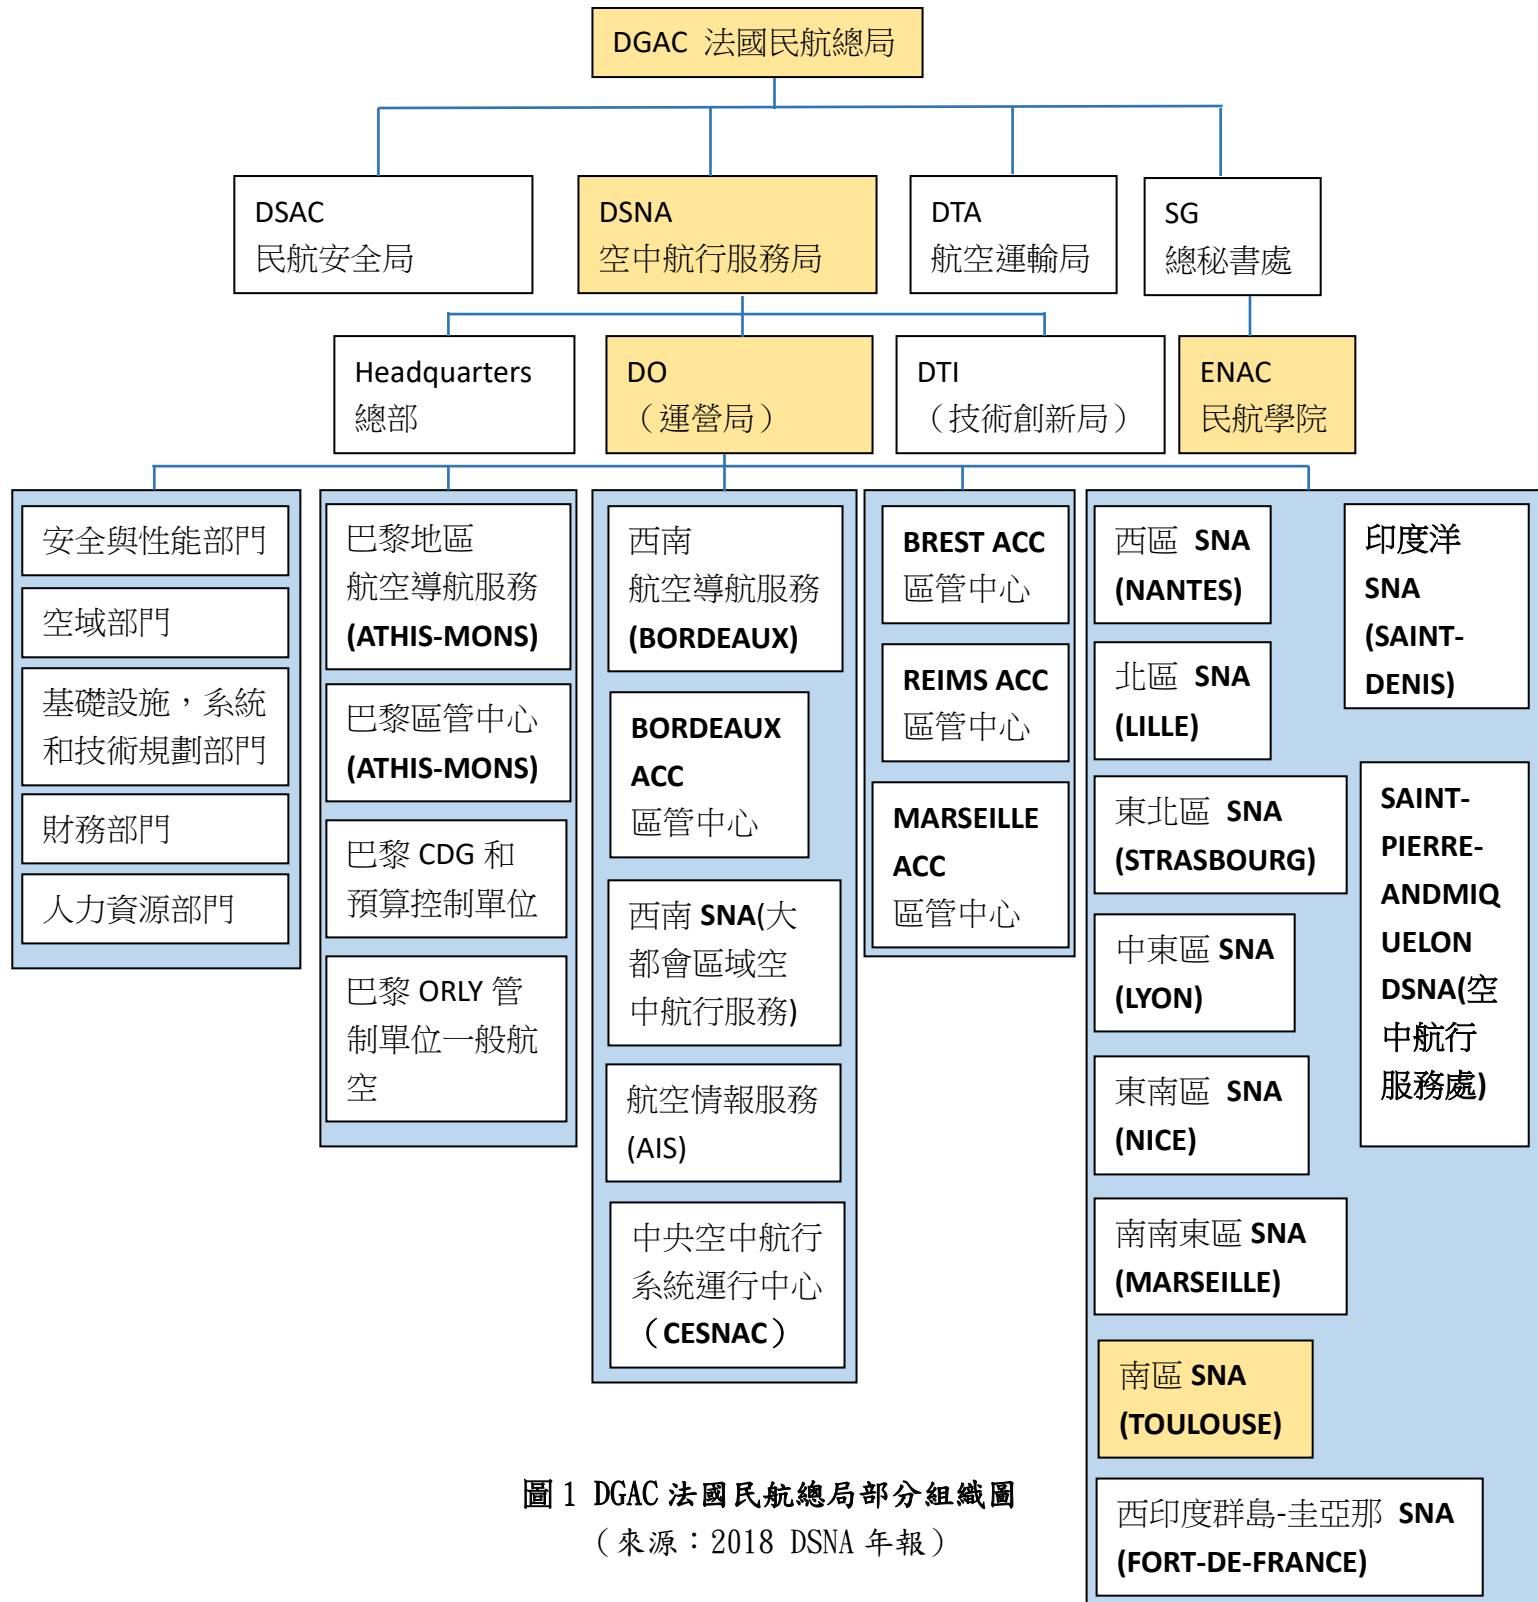 DGAC 法國民航總局
DSAC
民航安全局
DSNA
空中航行服務局
DTA
航空運輸局
SG
總秘書處
Headquarters
總部
DO
（運營局）
DTI
（技術創新局）
ENAC
民航學院
安全與性能部門
空域部門
基礎設施，系統
和技術規劃部門
財務部門
人力資源部門
巴黎地區
航空導航服務
(ATHIS-MONS)
巴黎區管中心
(ATHIS-MONS)
巴黎 CDG 和
預算控制單位
巴黎 ORLY 管
制單位一般航
空
西南
航空導航服務
(BORDEAUX)
BORDEAUX
ACC
區管中心
西南 SNA(大
都會區域空
中航行服務)
航空情報服務
(AIS)
中央空中航行
系統運行中心
（CESNAC）
BREST ACC
區管中心
REIMS ACC
區管中心
MARSEILLE
ACC
區管中心
西區 SNA
(NANTES)
北區 SNA
(LILLE)
東北區 SNA
(STRASBOURG)
中東區 SNA
(LYON)
東南區 SNA
(NICE)
南南東區 SNA
(MARSEILLE)
南區 SNA
(TOULOUSE)
西印度群島-圭亞那 SNA
(FORT-DE-FRANCE)
印度洋
SNA
(SAINT-
DENIS)
SAINT-
PIERRE-
ANDMIQ
UELON
DSNA(空
中航行
服務處)
圖 1 DGAC 法國民航總局部分組織圖
（來源：2018 DSNA 年報）